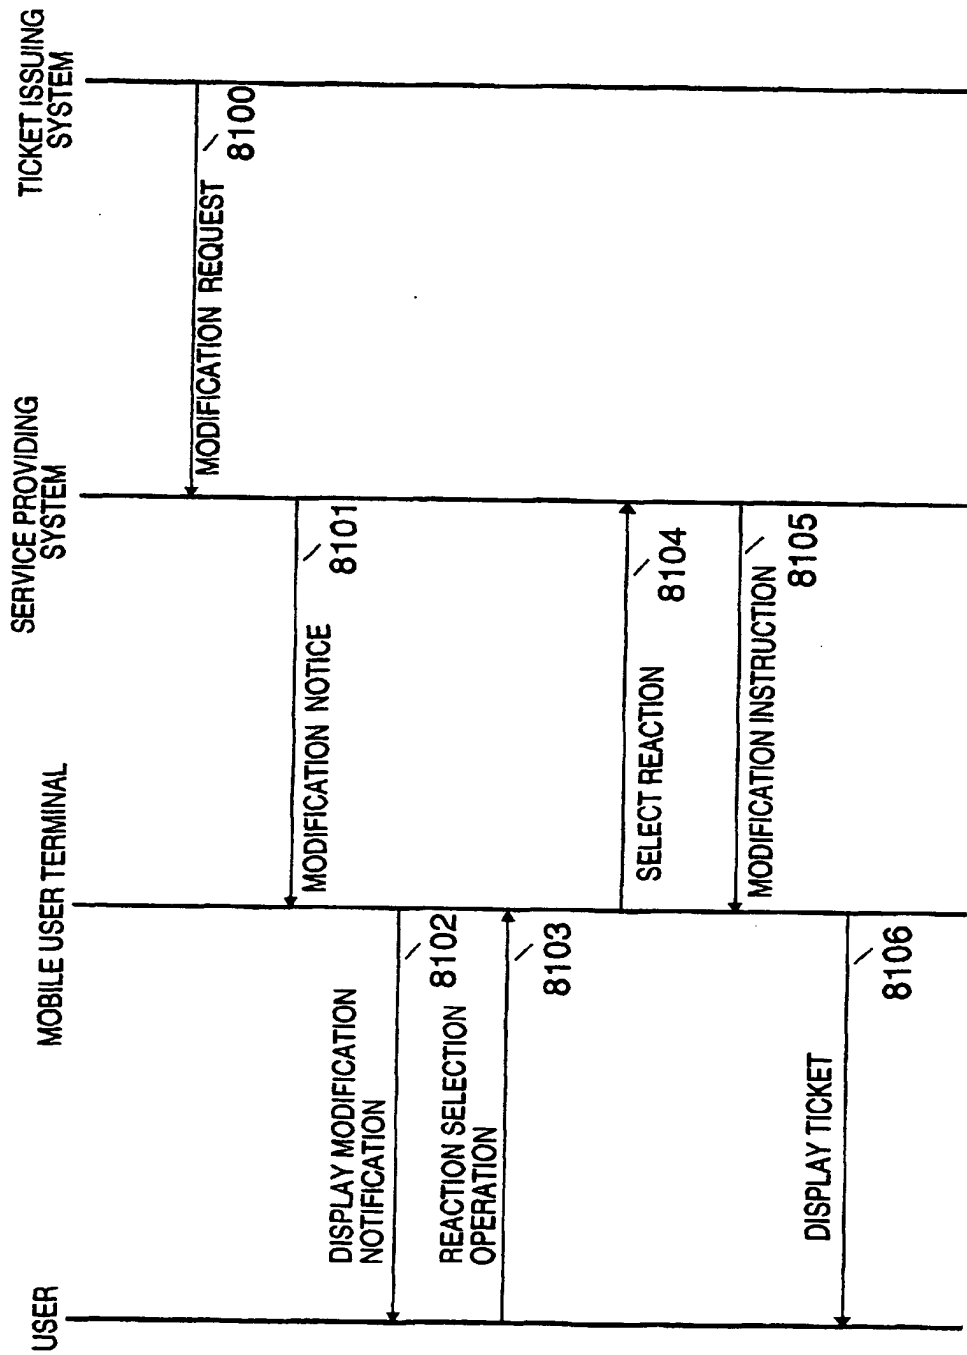 USER
MOBILE USER TERMINAL
SERVICE PROVIDING
SYSTEM
TICKET ISSUING
SYSTEM
MODIFICATION REQUEST
8100
MODIFICATION NOTICE
8101
DISPLAY MODIFICATION
NOTIFICATION
8102
REACTION SELECTION
OPERATION
8103
SELECT REACTION
8104
MODIFICATION INSTRUCTION
8105
DISPLAY TICKET
8106